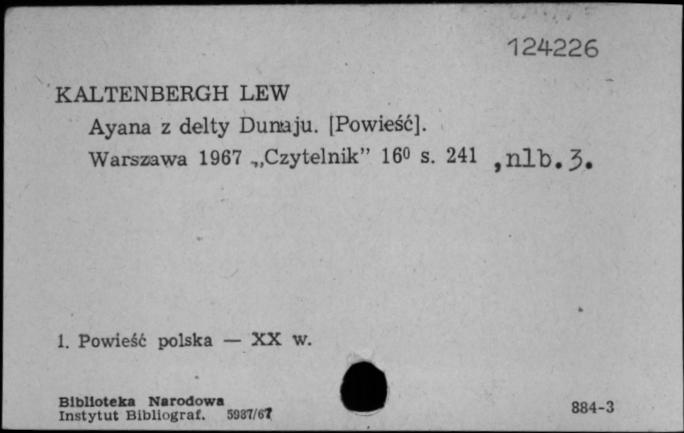 124226
KALTENBERGH LEW
Ayana z delty Dunaju. [Powieść].
Warszawa 1967 „Czytelnik” 16⁰ s. 241 , nlb. 3.
1. Powieść polska — XX w.
Biblioteka Narodowa
Instytut Bibliograf. 5987/67
884-3